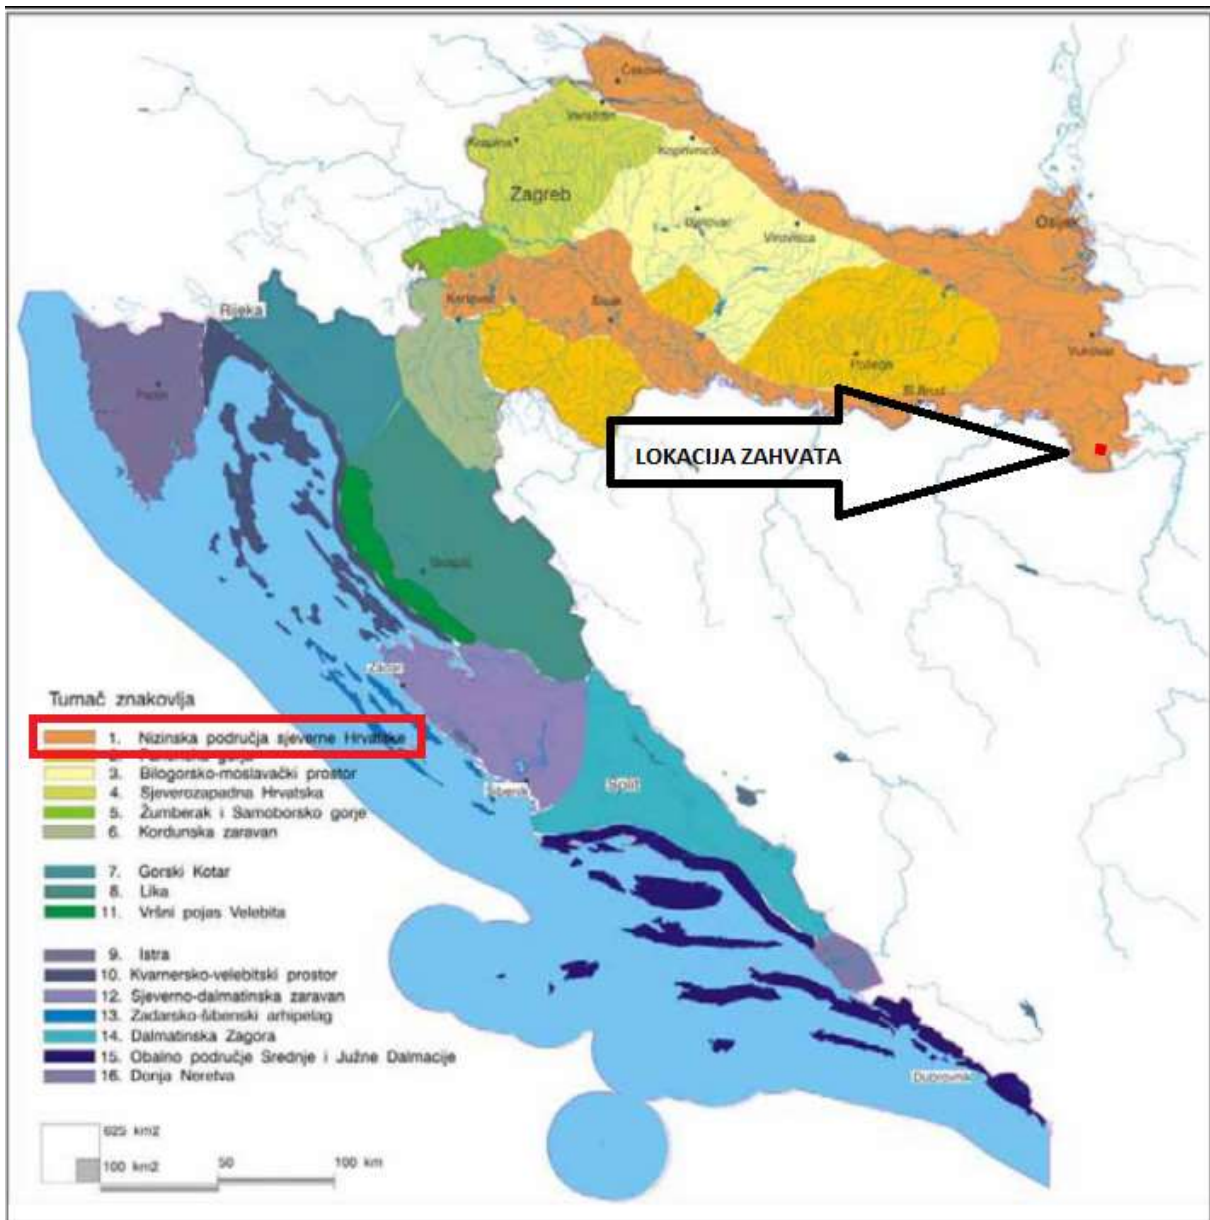 Čakovec
Varaždin
Krapina
Koprivnica
Zagreb
Bjelovar
Virovitica
Osijek
Karlovac
Sisak
Rijeka
Vukovar
Požega
Sl. Brod
Pazin
LOKACIJA ZAHVATA
Gospić
Zadar
Tumač znakovlja
1. Nizinska područja sjeverne Hrvatske
2. Panonska gorja
3. Bilogorsko-moslavački prostor
4. Sjeverozapadna Hrvatska
5. Žumberak i Samoborsko gorje
6. Kordunska zaravan
Šibenik
Split
7. Gorski Kotar
8. Lika
11. Vršni pojas Velebita
9. Istra
10. Kvarnersko-velebitski prostor
12. Sjeverno-dalmatinska zaravan
13. Zadarsko-šibenski arhipelag
14. Dalmatinska Zagora
15. Obalno područje Srednje i Južne Dalmacije
16. Donja Neretva
Dubrovnik
625 km2
100 km2
50
100 km